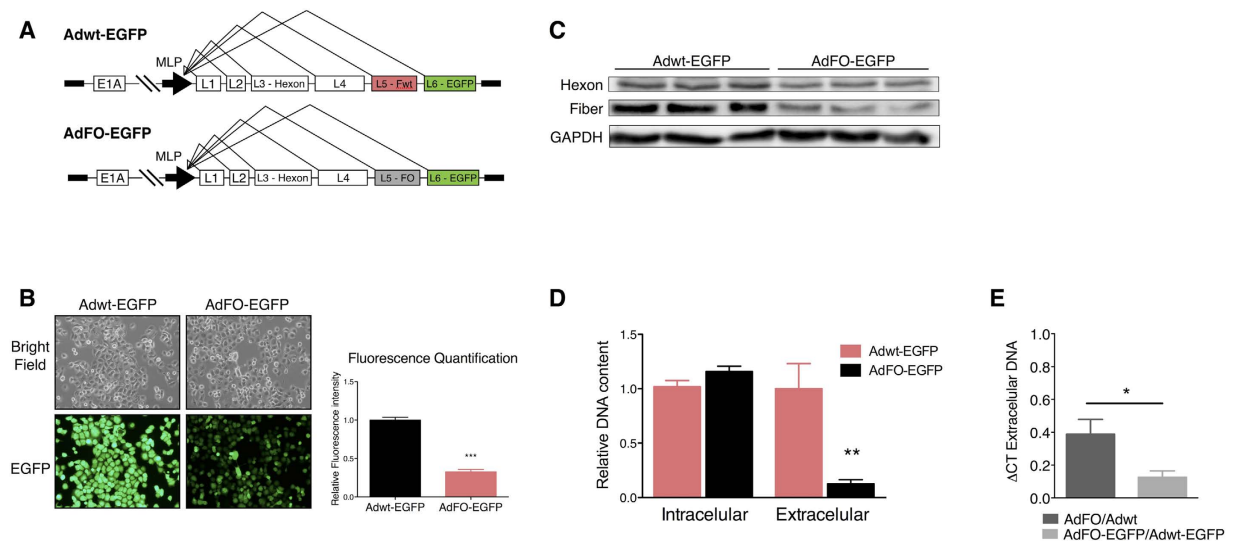 A
Adwt-EGFP
MLP
E1A
L1
L2
L3 - Hexon
L4
L5 - Fwt
L6 - EGFP
AdFO-EGFP
MLP
E1A
L1
L2
L3 - Hexon
L4
L5 - FO
L6 - EGFP
B
Adwt-EGFP
AdFO-EGFP
Bright
Field
EGFP
Fluorescence Quantification
Relative Fluorescence intensity
1.5
1.0
0.5
0.0
***
Adwt-EGFP
AdFO-EGFP
C
Adwt-EGFP
AdFO-EGFP
Hexon
Fiber
GAPDH
D
Relative DNA content
1.5
1.0
0.5
0.0
Adwt-EGFP
AdFO-EGFP
**
Intracelular
Extracelular
E
ΔCT Extracelular DNA
1.0
0.8
0.6
0.4
0.2
0.0
*
AdFO/Adwt
AdFO-EGFP/Adwt-EGFP